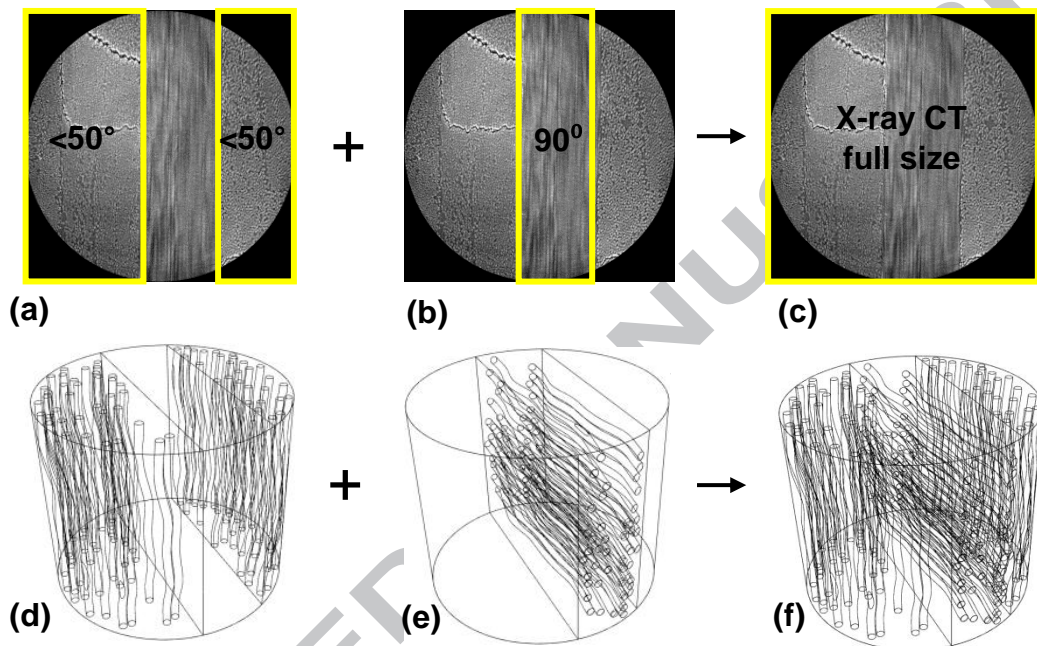 <50° <50° + 90⁰ → X-ray CT
full size
(a) (b) (c)
+ →
(d) (e) (f)